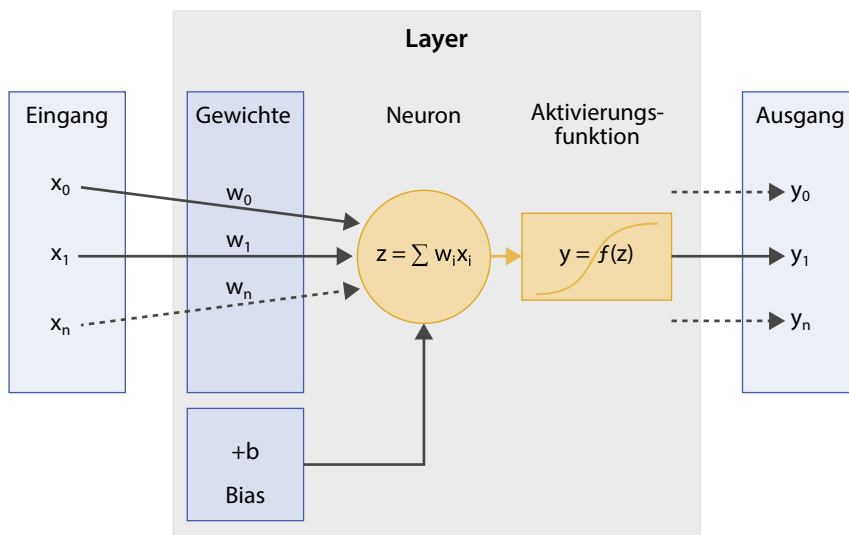 Layer
Eingang
Gewichte
Neuron
Aktivierungs-
funktion
Ausgang
x₀
w₀
y₀
x₁
w₁
z = ∑ wᵢxᵢ
y = f(z)
y₁
xₙ
wₙ
yₙ
+b
Bias